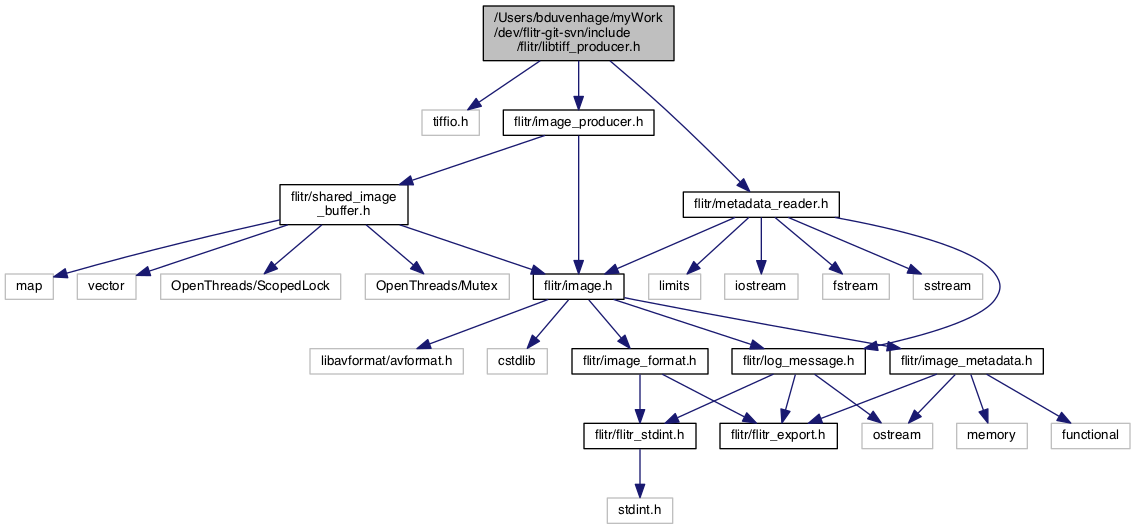 /Users/bduvenhage/myWork
/dev/flitr-git-svn/include
/flitr/libtiff_producer.h
tiffio.h
flitr/image_producer.h
flitr/shared_image
_buffer.h
flitr/metadata_reader.h
map
vector
OpenThreads/ScopedLock
OpenThreads/Mutex
flitr/image.h
limits
iostream
fstream
sstream
libavformat/avformat.h
cstdlib
flitr/image_format.h
flitr/log_message.h
flitr/image_metadata.h
flitr/flitr_stdint.h
flitr/flitr_export.h
ostream
memory
functional
stdint.h